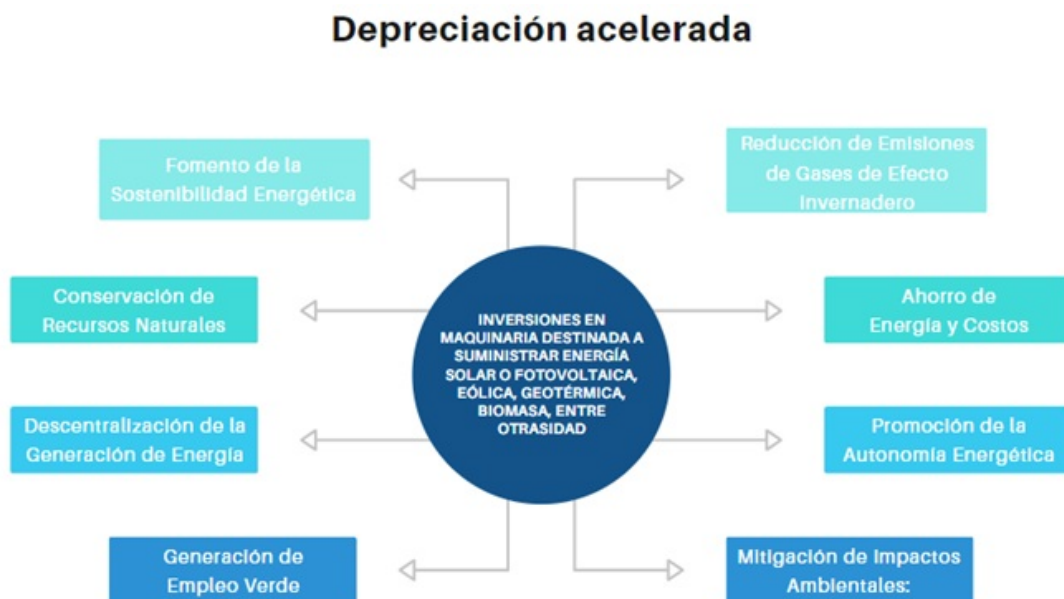 Depreciación acelerada
Fomento de la
Sostenibilidad Energética
Reducción de Emisiones
de Gases de Efecto
Invernadero
Conservación de
Recursos Naturales
Ahorro de
Energía y Costos
INVERSIONES EN
MAQUINARIA DESTINADA A
SUMINISTRAR ENERGÍA
SOLAR O FOTOVOLTAICA,
EÓLICA, GEOTÉRMICA,
BIOMASA, ENTRE
OTRASIDAD
Descentralización de la
Generación de Energía
Promoción de la
Autonomía Energética
Generación de
Empleo Verde
Mitigación de Impactos
Ambientales: